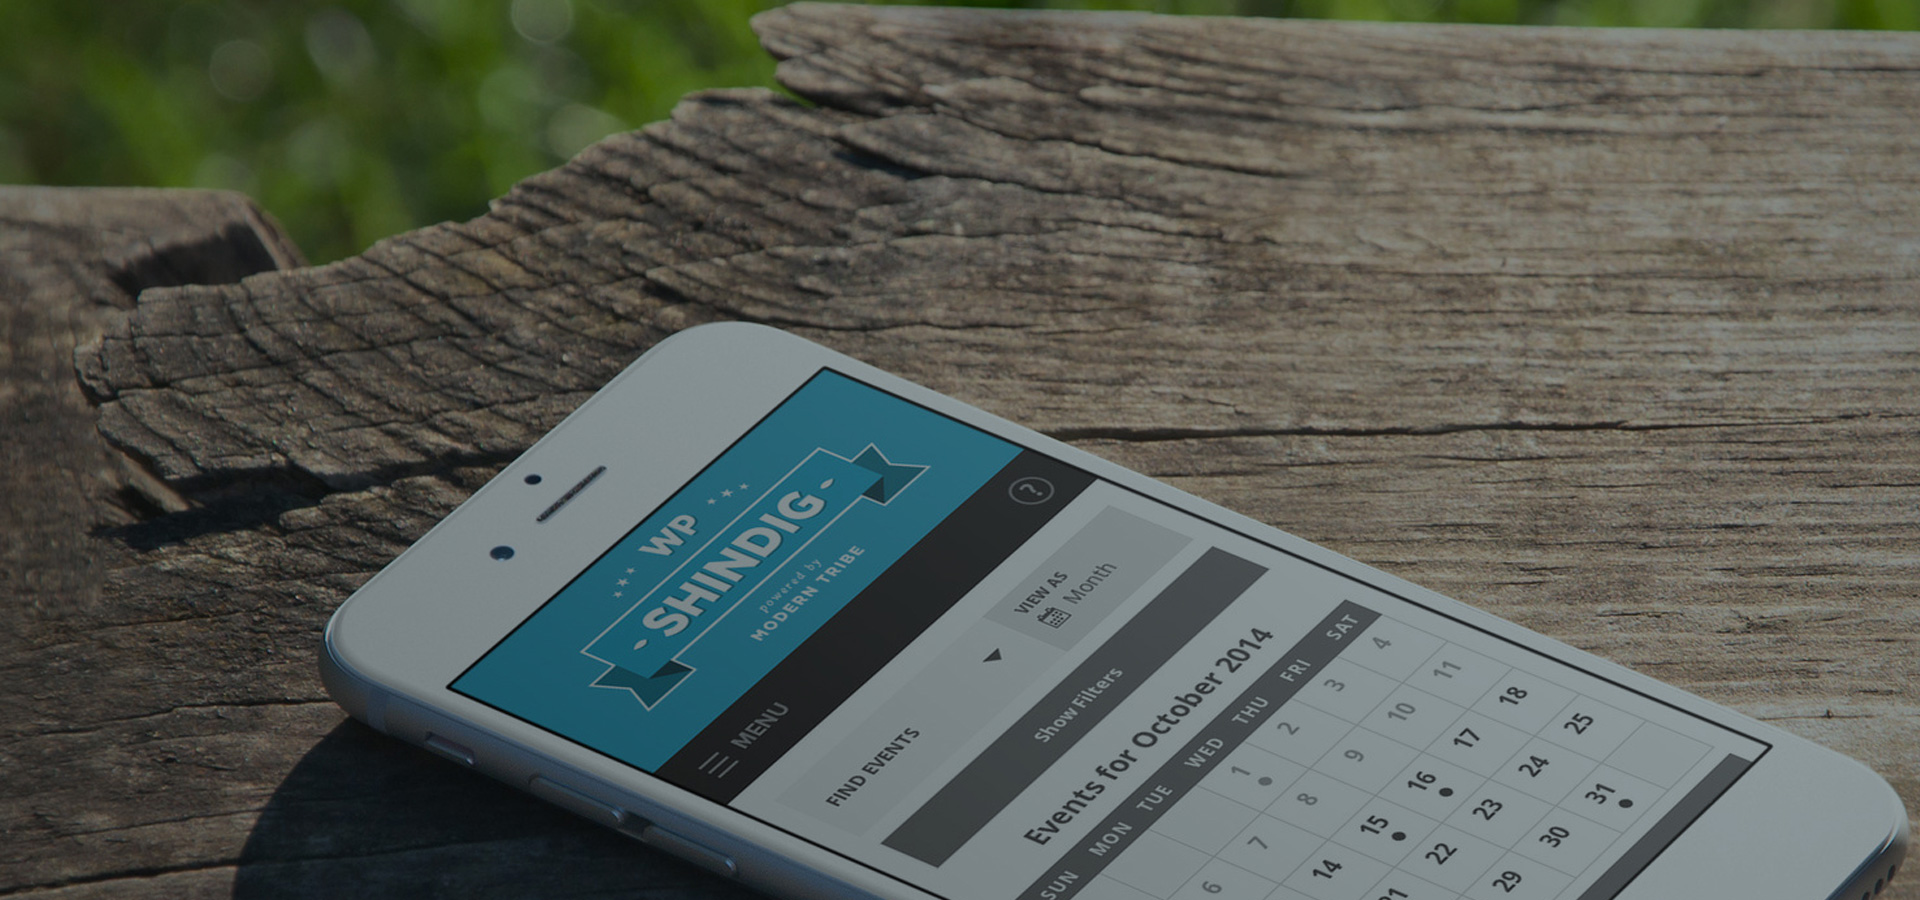 WP
SHINDIG
powered by
MODERN TRIBE
MENU
?
FIND EVENTS
VIEW AS
Month
Show Filters
Events for October 2014
SUN MON TUE WED THU FRI SAT
1 2 3 4
6 7 8 9 10 11
14 15 16 17 18
21 22 23 24 25
29 30 31